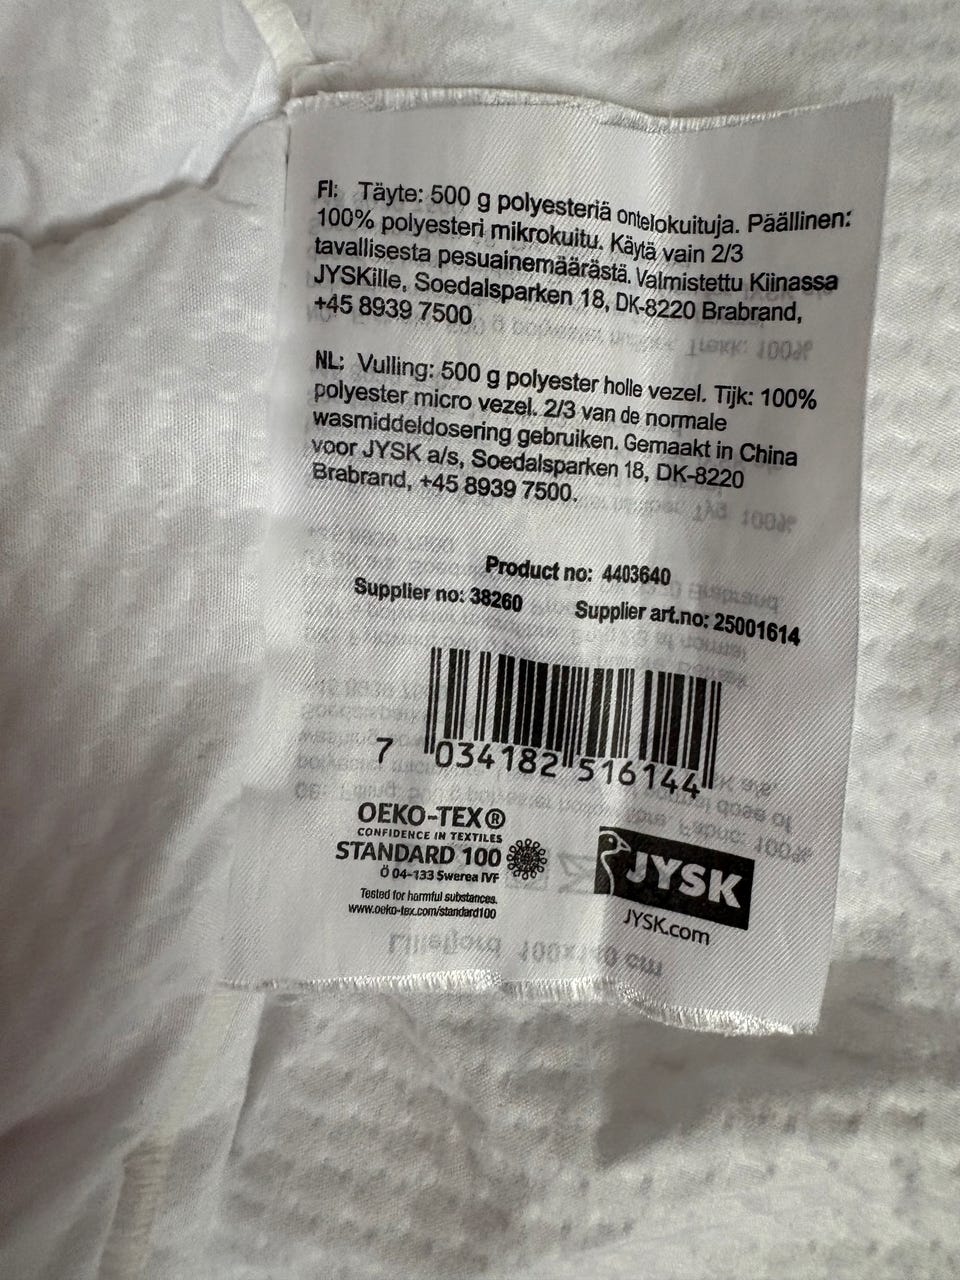 FI: Täyte: 500 g polyesteriä ontelokuituja. Päällinen:
100% polyesteri mikrokuitu. Käytä vain 2/3
tavallisesta pesuainemäärästä. Valmistettu Kiinassa
JYSKille, Soedalsparken 18, DK-8220 Brabrand,
+45 8939 7500
NL: Vulling: 500 g polyester holle vezel. Tijk: 100%
polyester micro vezel. 2/3 van de normale
wasmiddeldosering gebruiken. Gemaakt in China
voor JYSK a/s, Soedalsparken 18, DK-8220
Brabrand, +45 8939 7500.
Product no: 4403640
Supplier no: 38260 Supplier art.no: 25001614
7 034182 516144
OEKO-TEX®
CONFIDENCE IN TEXTILES
STANDARD 100
Ö 04-133 Swerea IVF
Tested for harmful substances.
www.oeko-tex.com/standard100
JYSK
JYSK.com